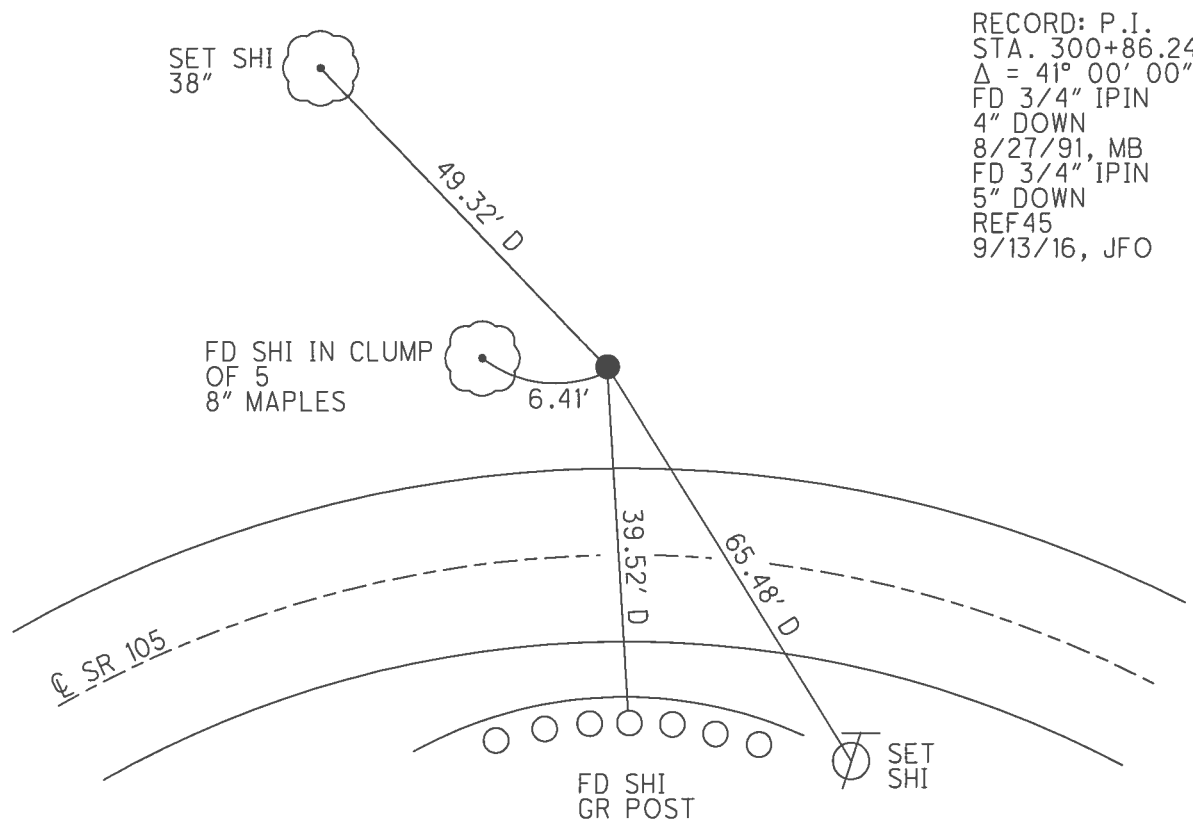 SET SHI
38"
RECORD: P.I.
STA. 300+86.24
Δ = 41° 00' 00"
FD 3/4" IPIN
4" DOWN
8/27/91, MB
FD 3/4" IPIN
5" DOWN
REF45
9/13/16, JFO
49.32' D
FD SHI IN CLUMP
OF 5
8" MAPLES
6.41'
39.52' D
65.48' D
℄ SR 105
FD SHI
GR POST
SET
SHI